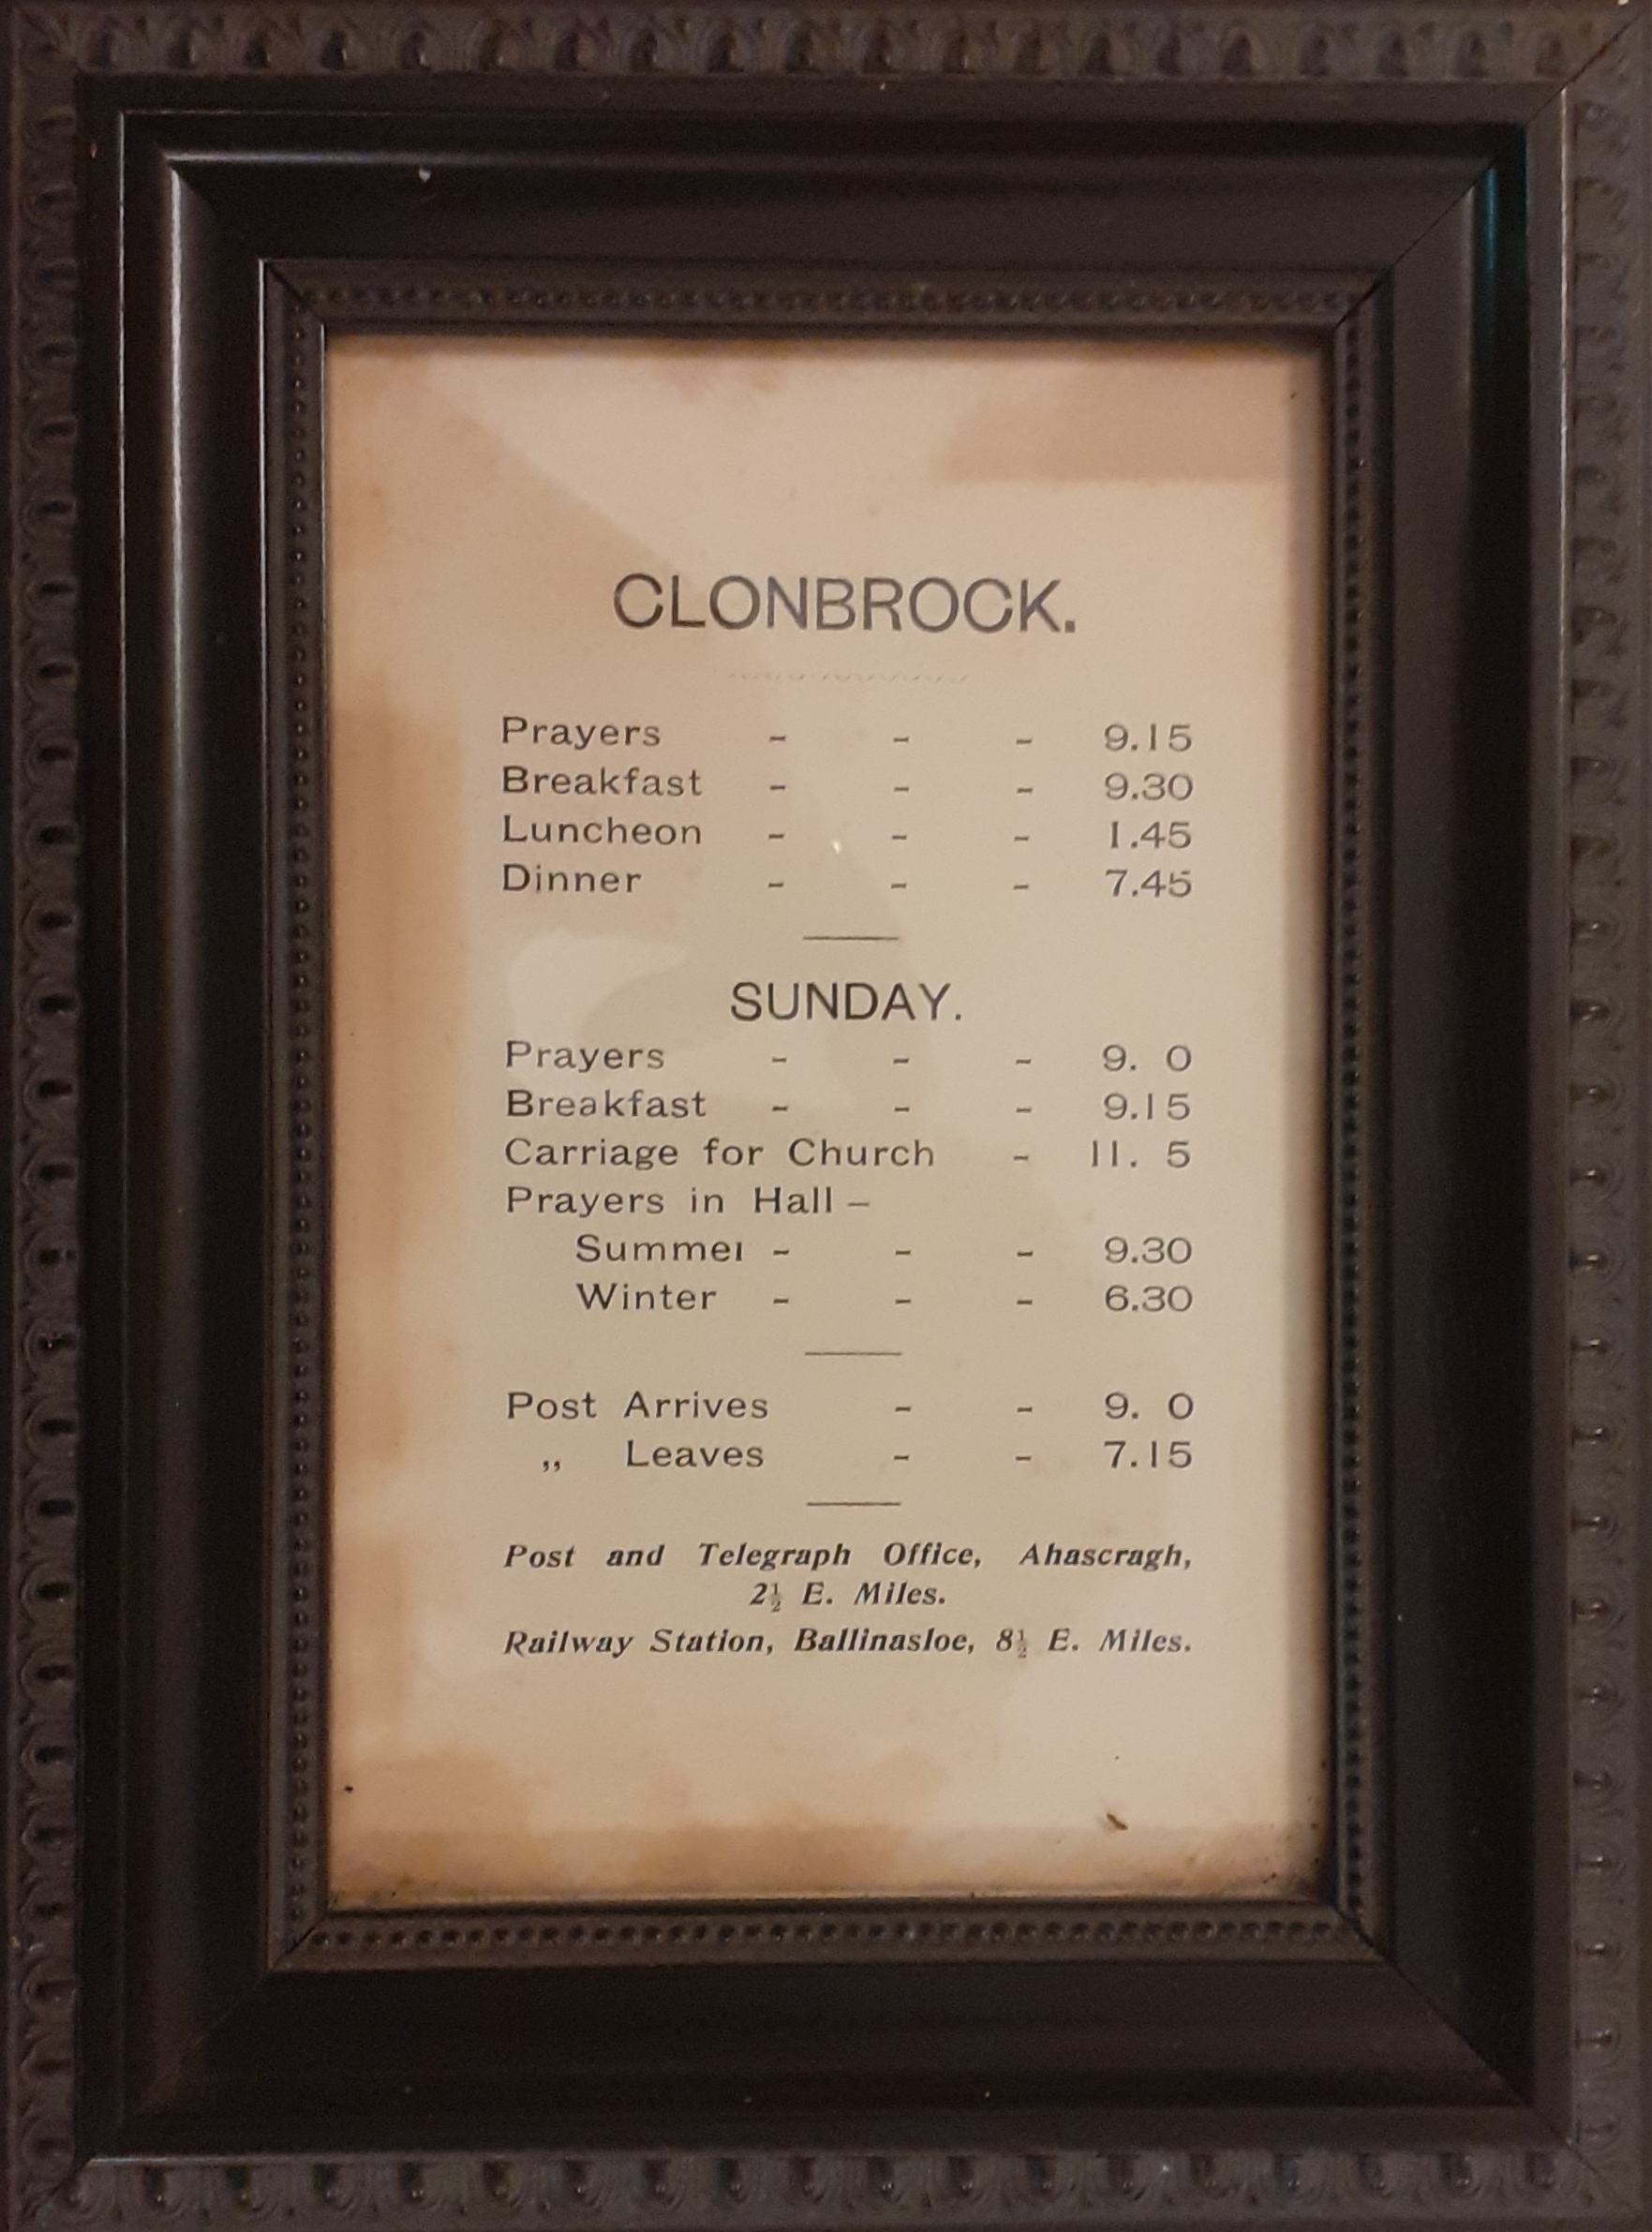 CLONBROCK.
Prayers - - - 9.15
Breakfast - - - 9.30
Luncheon - - - 1.45
Dinner - - - 7.45
SUNDAY.
Prayers - - - 9. 0
Breakfast - - - 9.15
Carriage for Church - 11. 5
Prayers in Hall –
Summer - - - 9.30
Winter - - - 6.30
Post Arrives - - 9. 0
„ Leaves - - 7.15
Post and Telegraph Office, Ahascragh,
2½ E. Miles.
Railway Station, Ballinasloe, 8½ E. Miles.